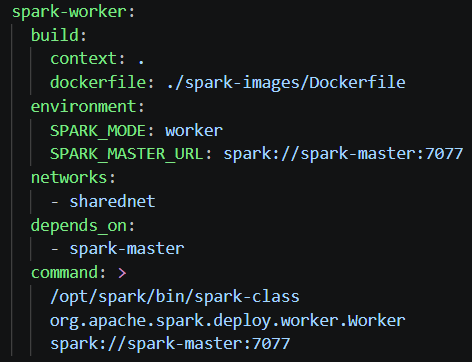 spark-worker:
  build:
    context: .
    dockerfile: ./spark-images/Dockerfile
  environment:
    SPARK_MODE: worker
    SPARK_MASTER_URL: spark://spark-master:7077
  networks:
    - sharednet
  depends_on:
    - spark-master
  command: >
    /opt/spark/bin/spark-class
    org.apache.spark.deploy.worker.Worker
    spark://spark-master:7077